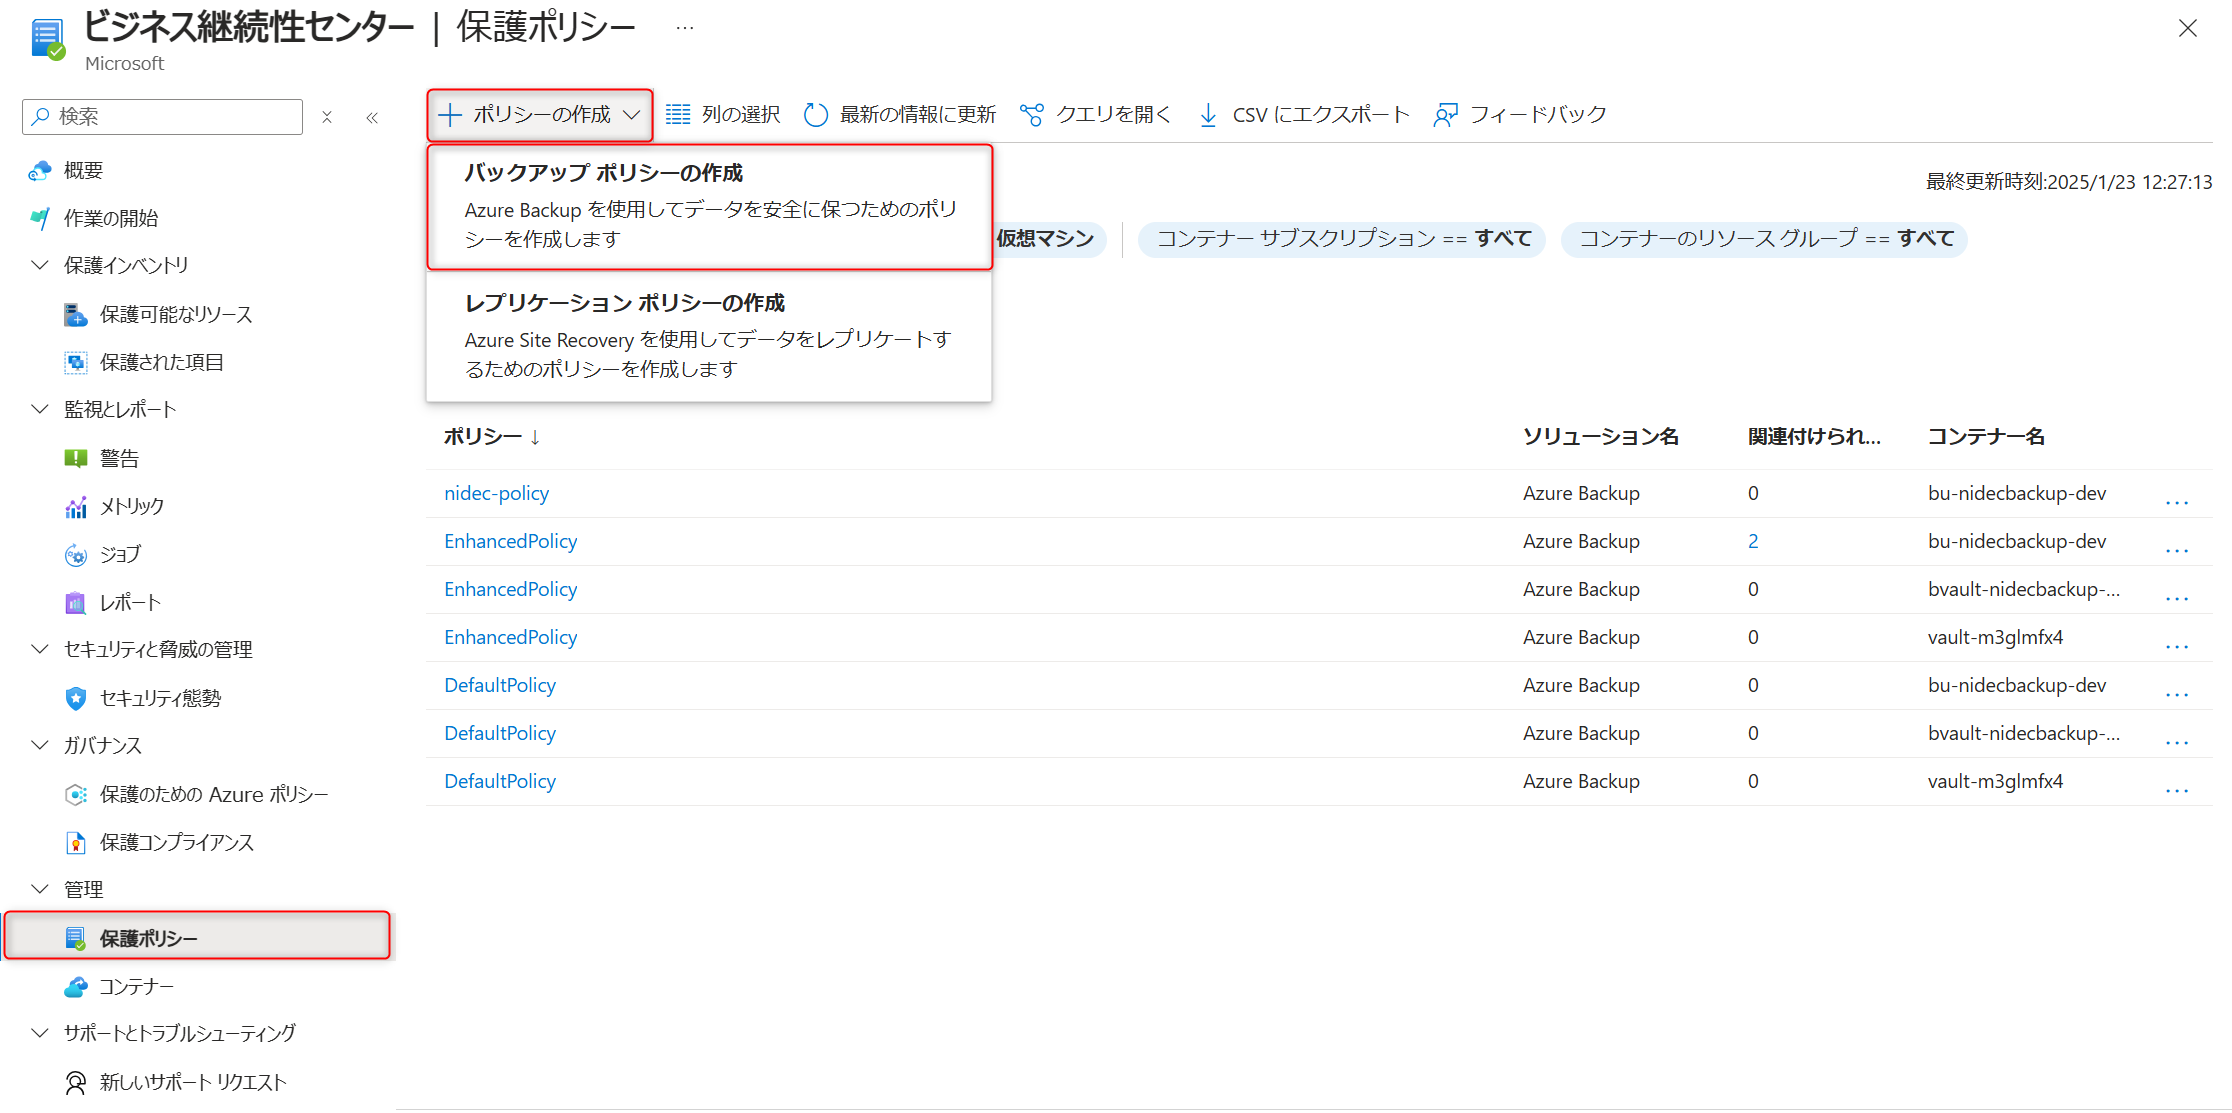 ビジネス継続性センター | 保護ポリシー ...
Microsoft
検索
概要
作業の開始
保護インベントリ
保護可能なリソース
保護された項目
監視とレポート
警告
メトリック
ジョブ
レポート
セキュリティと脅威の管理
セキュリティ態勢
ガバナンス
保護のための Azure ポリシー
保護コンプライアンス
管理
保護ポリシー
コンテナー
サポートとトラブルシューティング
新しいサポート リクエスト
ポリシーの作成 列の選択 最新の情報に更新 クエリを開く CSV にエクスポート フィードバック
バックアップ ポリシーの作成
Azure Backup を使用してデータを安全に保つためのポリ
シーを作成します
レプリケーション ポリシーの作成
Azure Site Recovery を使用してデータをレプリケートす
るためのポリシーを作成します
最終更新時刻:2025/1/23 12:27:13
仮想マシン コンテナー サブスクリプション == すべて コンテナーのリソース グループ == すべて
ポリシー ↓ ソリューション名 関連付けられ... コンテナー名
nidec-policy Azure Backup 0 bu-nidecbackup-dev ...
EnhancedPolicy Azure Backup 2 bu-nidecbackup-dev ...
EnhancedPolicy Azure Backup 0 bvault-nidecbackup-... ...
EnhancedPolicy Azure Backup 0 vault-m3glmfx4 ...
DefaultPolicy Azure Backup 0 bu-nidecbackup-dev ...
DefaultPolicy Azure Backup 0 bvault-nidecbackup-... ...
DefaultPolicy Azure Backup 0 vault-m3glmfx4 ...